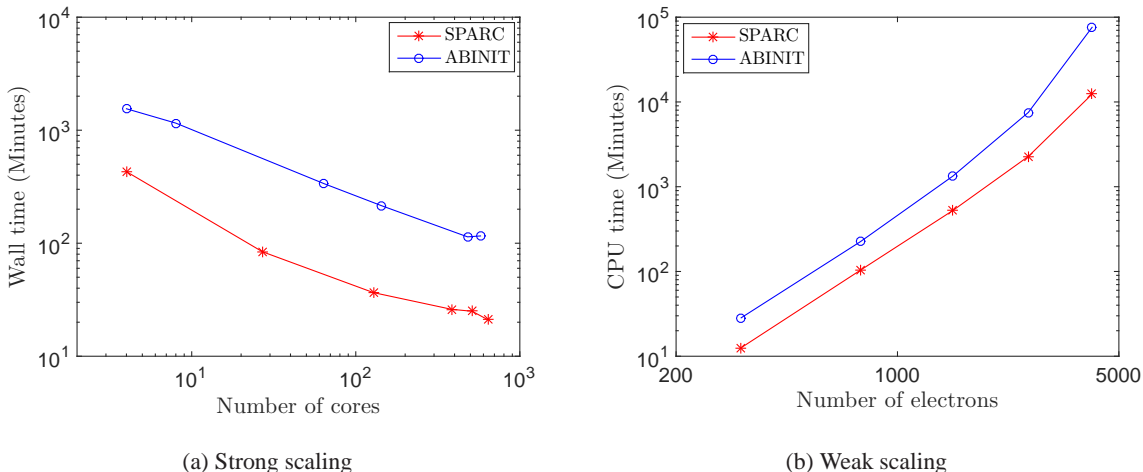 10^4
10^3
10^2
10^1
Wall time (Minutes)
SPARC
ABINIT
10^1
10^2
10^3
Number of cores
(a) Strong scaling
10^5
10^4
10^3
10^2
10^1
CPU time (Minutes)
SPARC
ABINIT
200
1000
5000
Number of electrons
(b) Weak scaling